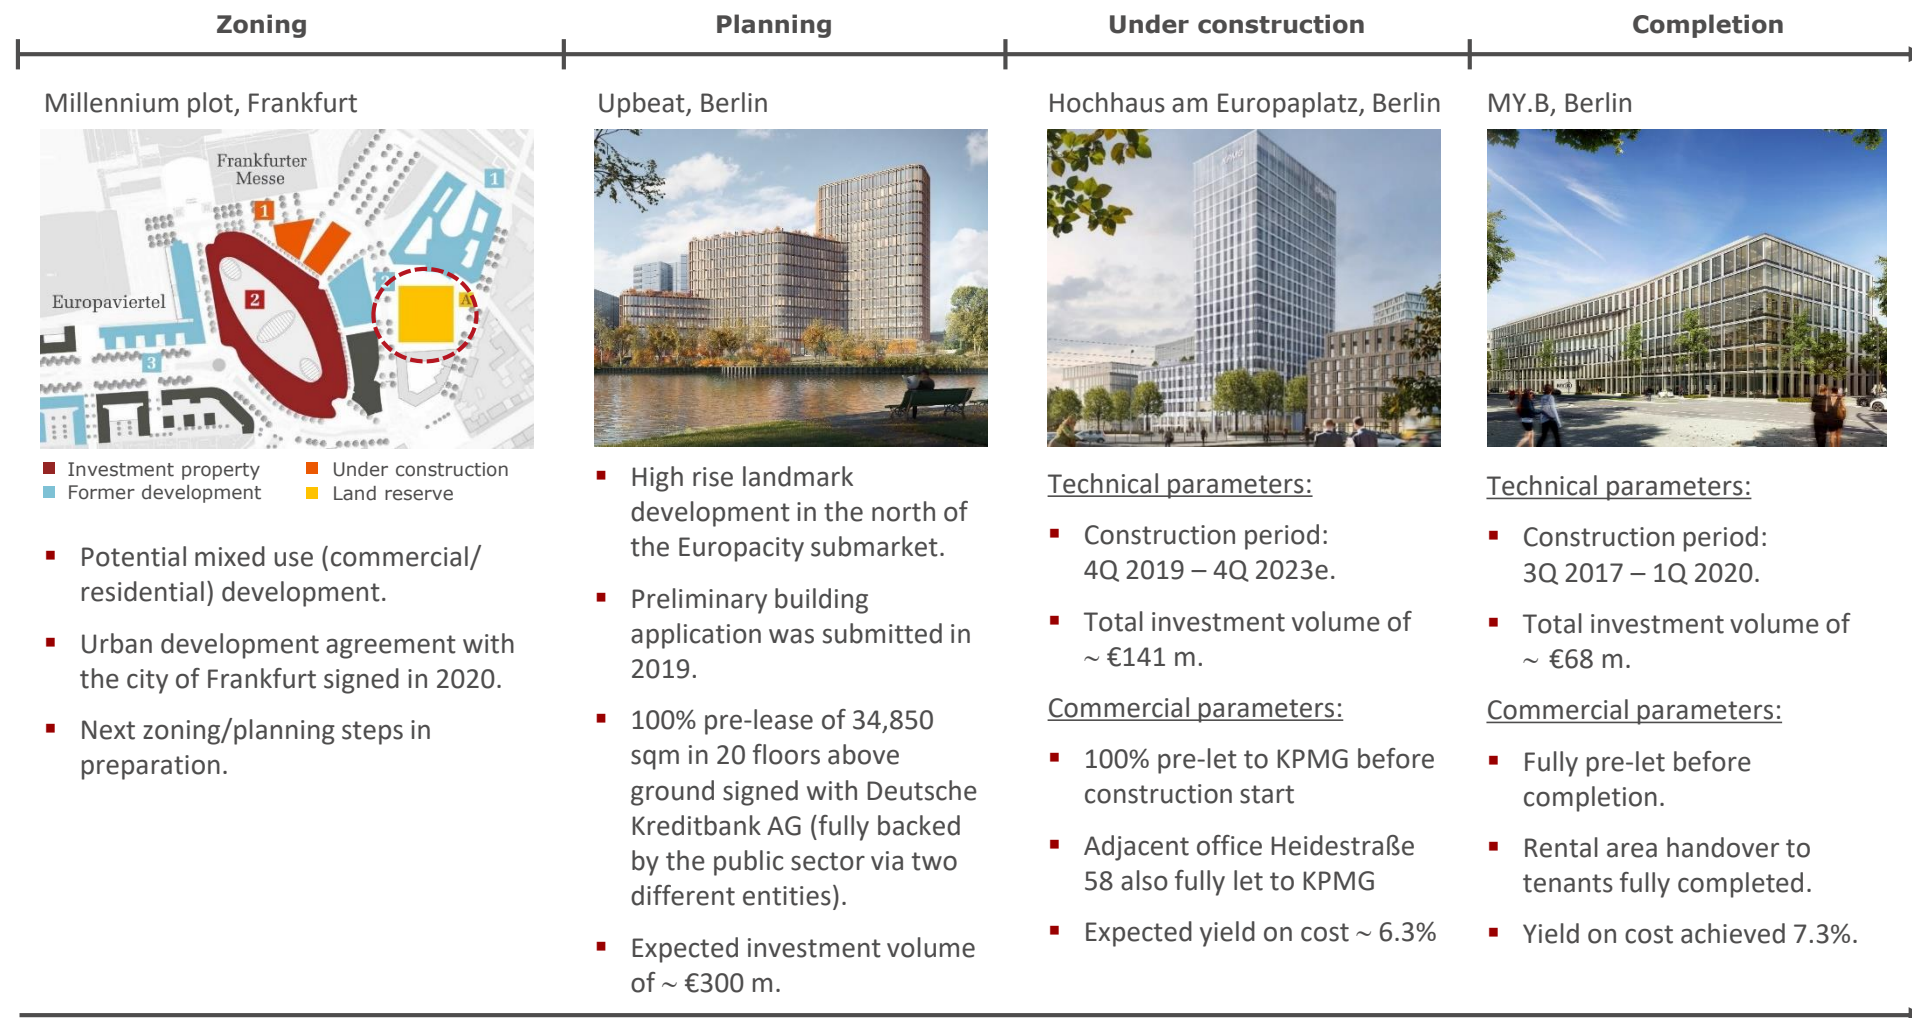 Zoning
Planning
Under construction
Completion
Millennium plot, Frankfurt
Frankfurter
Messe
Europaviertel
1
1
2
3
A
Investment property
Under construction
Former development
Land reserve
Potential mixed use (commercial/
residential) development.
Urban development agreement with
the city of Frankfurt signed in 2020.
Next zoning/planning steps in
preparation.
Upbeat, Berlin
High rise landmark
development in the north of
the Europacity submarket.
Preliminary building
application was submitted in
2019.
100% pre-lease of 34,850
sqm in 20 floors above
ground signed with Deutsche
Kreditbank AG (fully backed
by the public sector via two
different entities).
Expected investment volume
of ~ €300 m.
Hochhaus am Europaplatz, Berlin
Technical parameters:
Construction period:
4Q 2019 – 4Q 2023e.
Total investment volume of
~ €141 m.
Commercial parameters:
100% pre-let to KPMG before
construction start
Adjacent office Heidestraße
58 also fully let to KPMG
Expected yield on cost ~ 6.3%
MY.B, Berlin
Technical parameters:
Construction period:
3Q 2017 – 1Q 2020.
Total investment volume of
~ €68 m.
Commercial parameters:
Fully pre-let before
completion.
Rental area handover to
tenants fully completed.
Yield on cost achieved 7.3%.